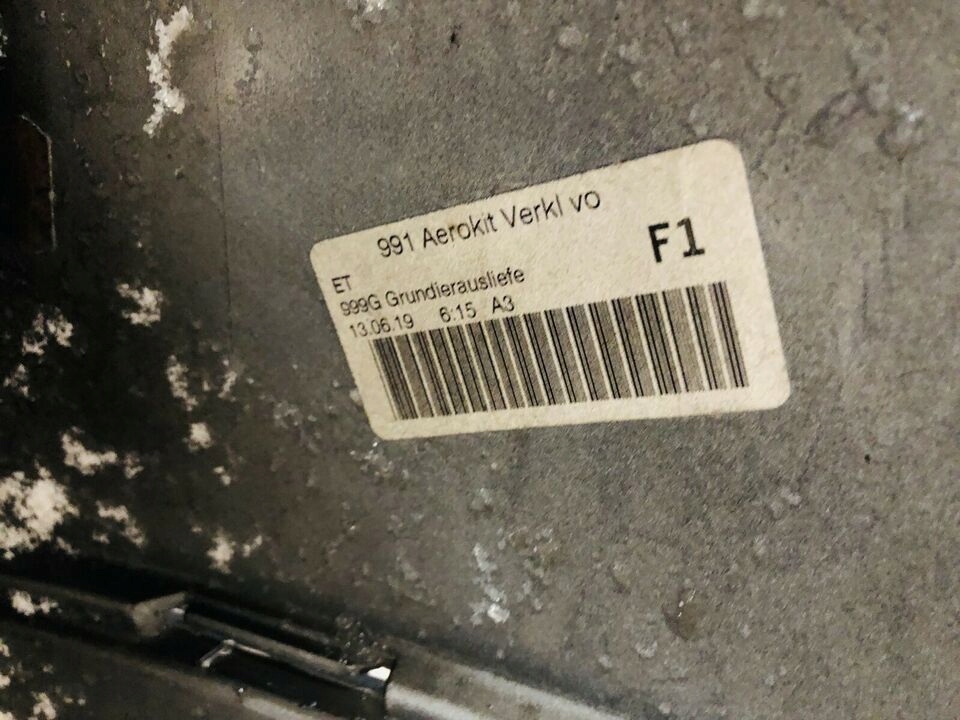 991 Aerokit Verkl vo
ET
F1
999G Grundierausliefe
13.06.19 6:15 A3